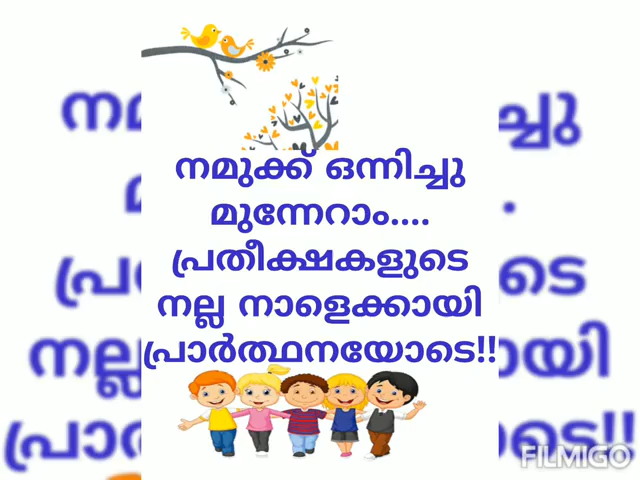 നമുക്ക് ഒന്നിച്ചു
മുന്നേറാം....
പ്രതീക്ഷകളുടെ
നല്ല നാളെക്കായി
പ്രാർത്ഥനയോടെ!!
FILMIGO